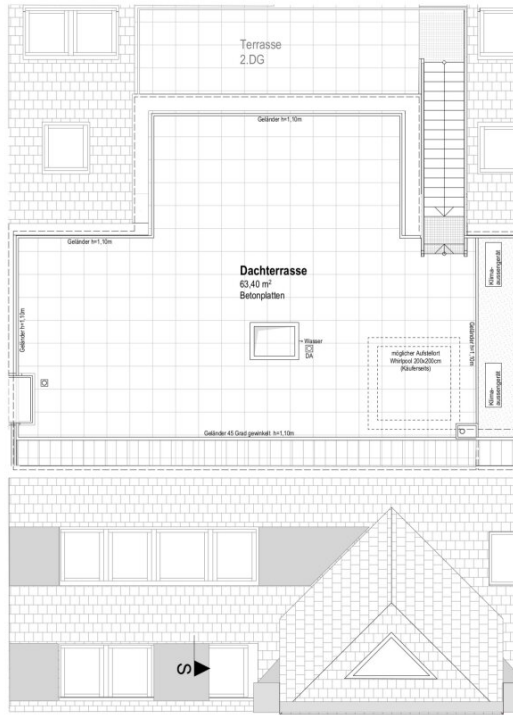 Terrasse
2.DG
Geländer h=1,10m
Geländer h=1,10m
Dachterrasse
63,40 m²
Betonplatten
Klima-
aussengerät
Geländer h=1,10m
Wasser
DA
Geländer h=1,10m
möglicher Aufstellort
Whirlpool 200x200cm
(Käuferseits)
Klima-
aussengerät
Geländer 45 Grad gewinkelt h=1,10m
S